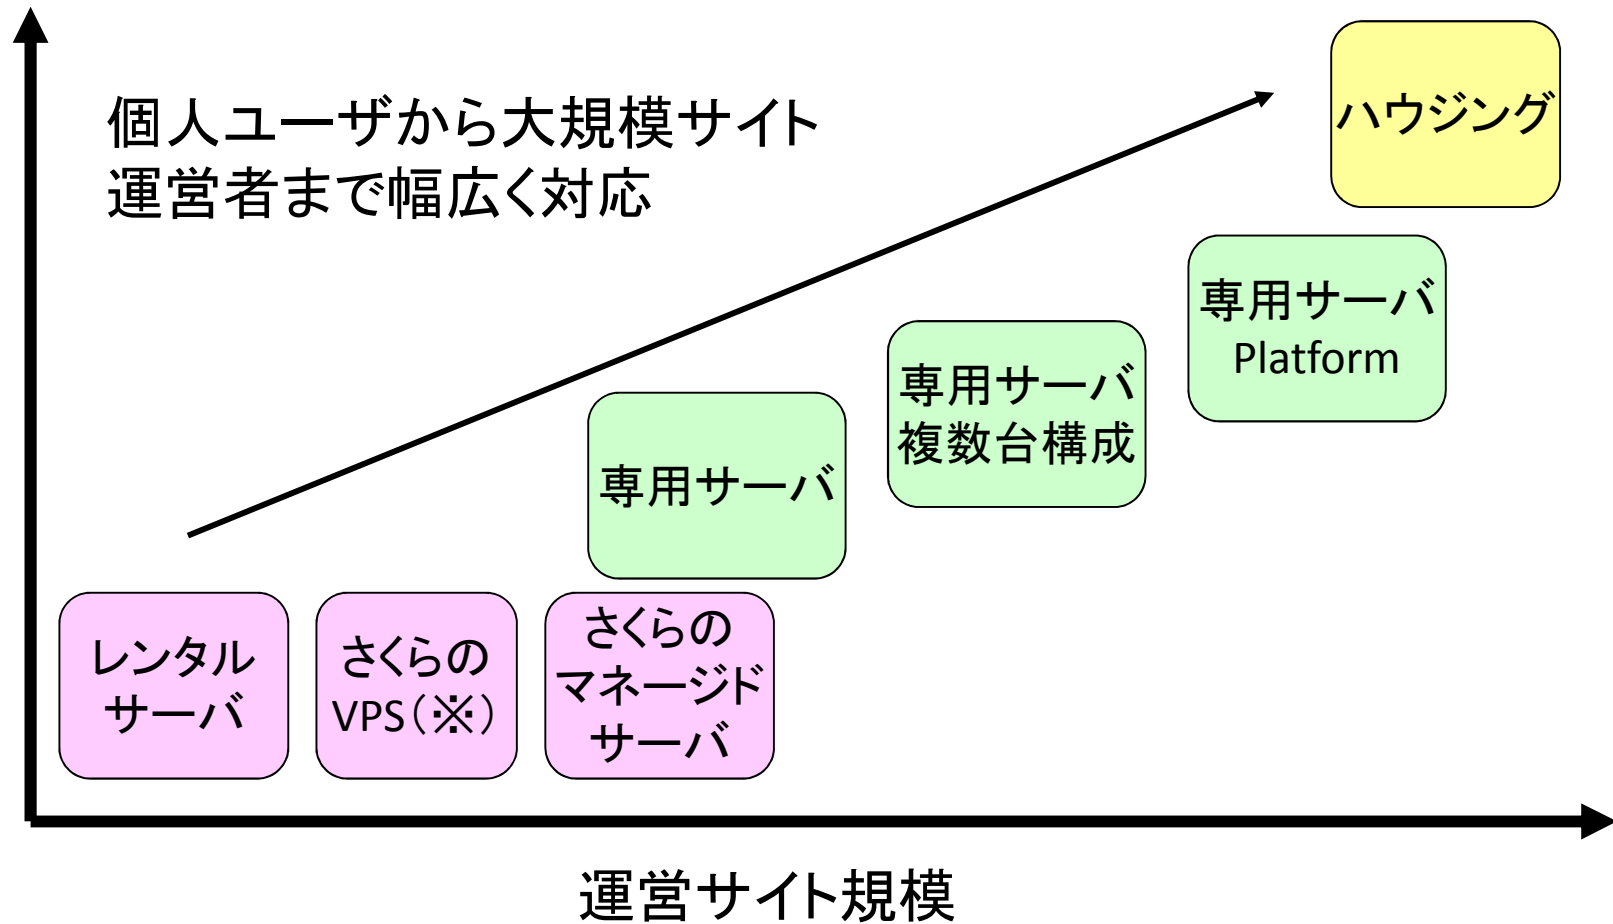 個人ユーザから大規模サイト
運営者まで幅広く対応
ハウジング
専用サーバ
Platform
専用サーバ
複数台構成
専用サーバ
レンタル
サーバ
さくらの
VPS(※)
さくらの
マネージド
サーバ
運営サイト規模